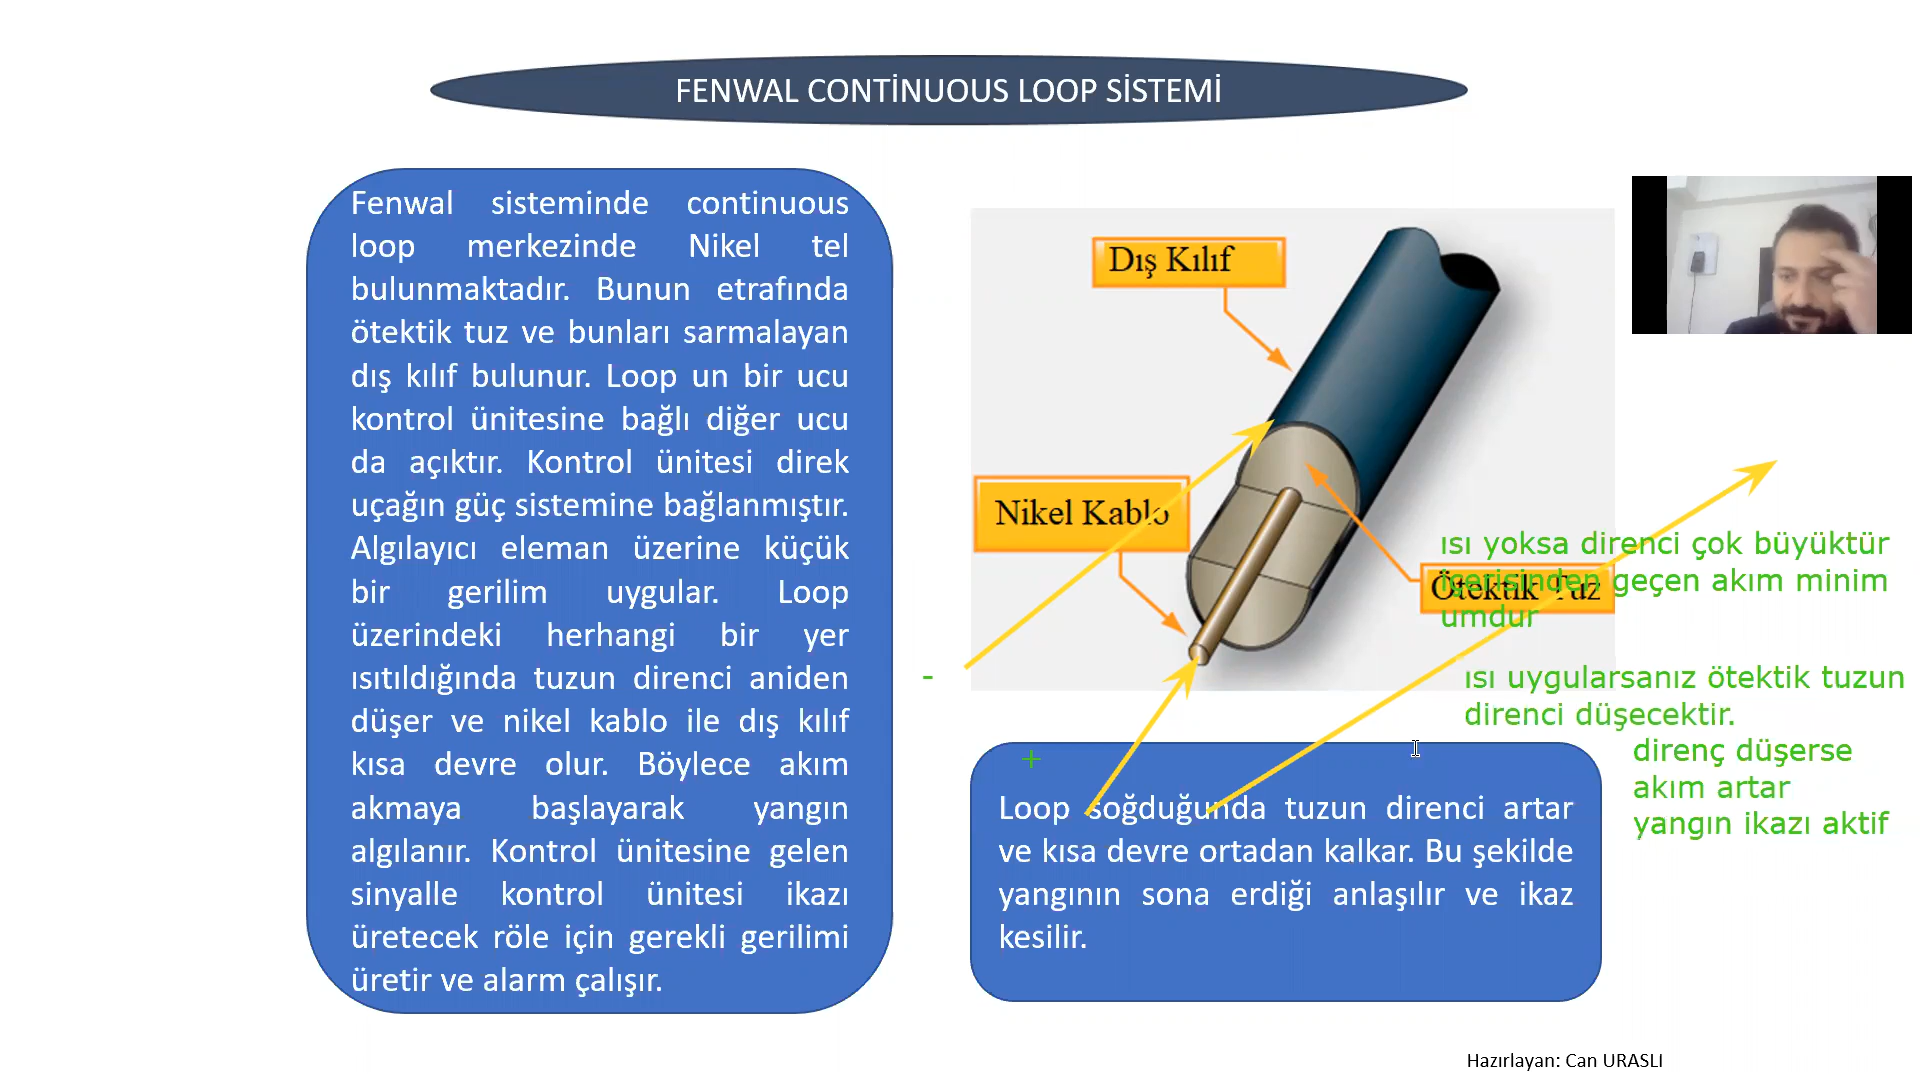 FENWAL CONTİNUOUS LOOP SİSTEMİ
Fenwal sisteminde continuous
loop merkezinde Nikel tel
bulunmaktadır. Bunun etrafında
ötektik tuz ve bunları sarmalayan
dış kılıf bulunur. Loop un bir ucu
kontrol ünitesine bağlı diğer ucu
da açıktır. Kontrol ünitesi direk
uçağın güç sistemine bağlanmıştır.
Algılayıcı eleman üzerine küçük
bir gerilim uygular. Loop
üzerindeki herhangi bir yer
ısıtıldığında tuzun direnci aniden
düşer ve nikel kablo ile dış kılıf
kısa devre olur. Böylece akım
akmaya başlayarak yangın
algılanır. Kontrol ünitesine gelen
sinyalle kontrol ünitesi ikazı
üretecek röle için gerekli gerilimi
üretir ve alarm çalışır.
Dış Kılıf
Nikel Kablo
Ötektik Tuz
ısı yoksa direnci çok büyüktür
içerisinden geçen akım minim
umdur
-
ısı uygularsanız ötektik tuzun
direnci düşecektir.
direnç düşerse
akım artar
yangın ikazı aktif
+
Loop soğduğunda tuzun direnci artar
ve kısa devre ortadan kalkar. Bu şekilde
yangının sona erdiği anlaşılır ve ikaz
kesilir.
Hazırlayan: Can URASLI